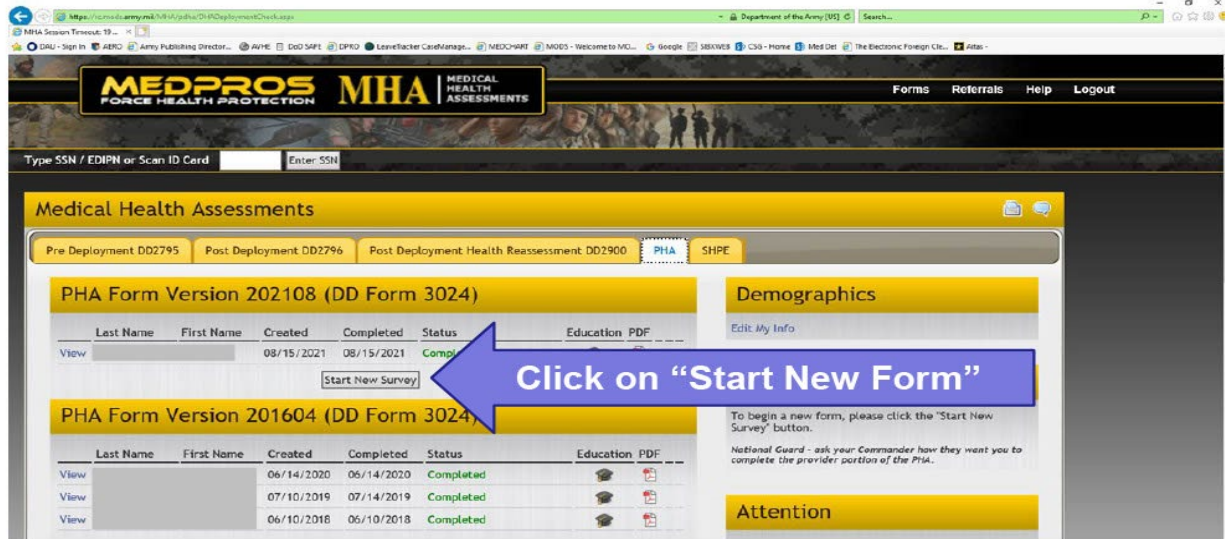 Department of the Army [US]
Search...
MHA Session Timeout: 19...
DAU - Sign In
AERO
Army Publishing Director...
AVHE
DoD SAFE
DPRO
LeaveTracker
CaseManage...
MEDCHART
MODS - Welcome to MO...
Google
CSS - Home
Med Det
The Electronic Foreign Cle...
MEDPROS
FORCE HEALTH PROTECTION
MHA
MEDICAL
HEALTH
ASSESSMENTS
Forms Referrals Help Logout
Type SSN / EDIPN or Scan ID Card Enter SSN
Medical Health Assessments
Pre Deployment DD2795 Post Deployment DD2796 Post Deployment Health Reassessment DD2900 PHA SHPE
PHA Form Version 202108 (DD Form 3024)
Last Name First Name Created Completed Status Education PDF
View 08/15/2021 08/15/2021
Start New Survey
Click on “Start New Form”
PHA Form Version 201604 (DD Form 3024)
Last Name First Name Created Completed Status Education PDF
View 06/14/2020 06/14/2020 Completed
View 07/10/2019 07/14/2019 Completed
View 06/10/2018 06/10/2018 Completed
Demographics
Edit My Info
To begin a new form, please click the "Start New
Survey" button.
National Guard - ask your Commander how they want you to
complete the provider portion of the PHA.
Attention